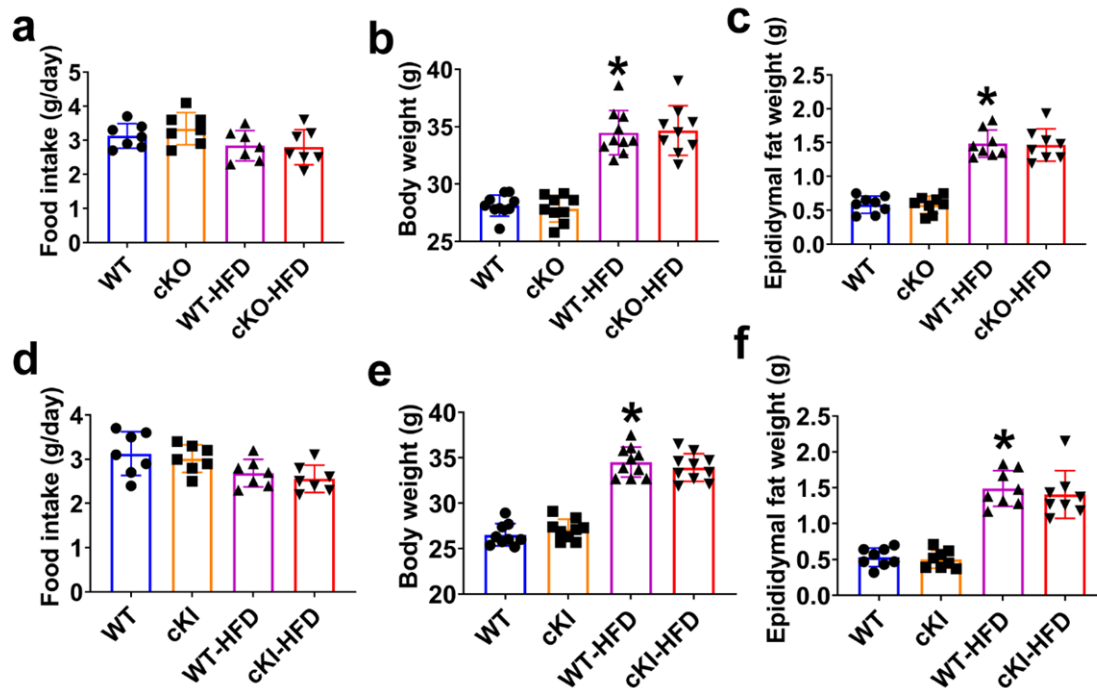 a
Food intake (g/day)
5
4
3
2
1
0
WT
cKO
WT-HFD
cKO-HFD
b
Body weight (g)
40
35
30
25
*
WT
cKO
WT-HFD
cKO-HFD
c
Epididymal fat weight (g)
2.5
2.0
1.5
1.0
0.5
0.0
*
WT
cKO
WT-HFD
cKO-HFD
d
Food intake (g/day)
4
3
2
1
0
WT
cKI
WT-HFD
cKI-HFD
e
Body weight (g)
40
35
30
25
20
*
WT
cKI
WT-HFD
cKI-HFD
f
Epididymal fat weight (g)
2.5
2.0
1.5
1.0
0.5
0.0
*
WT
cKI
WT-HFD
cKI-HFD